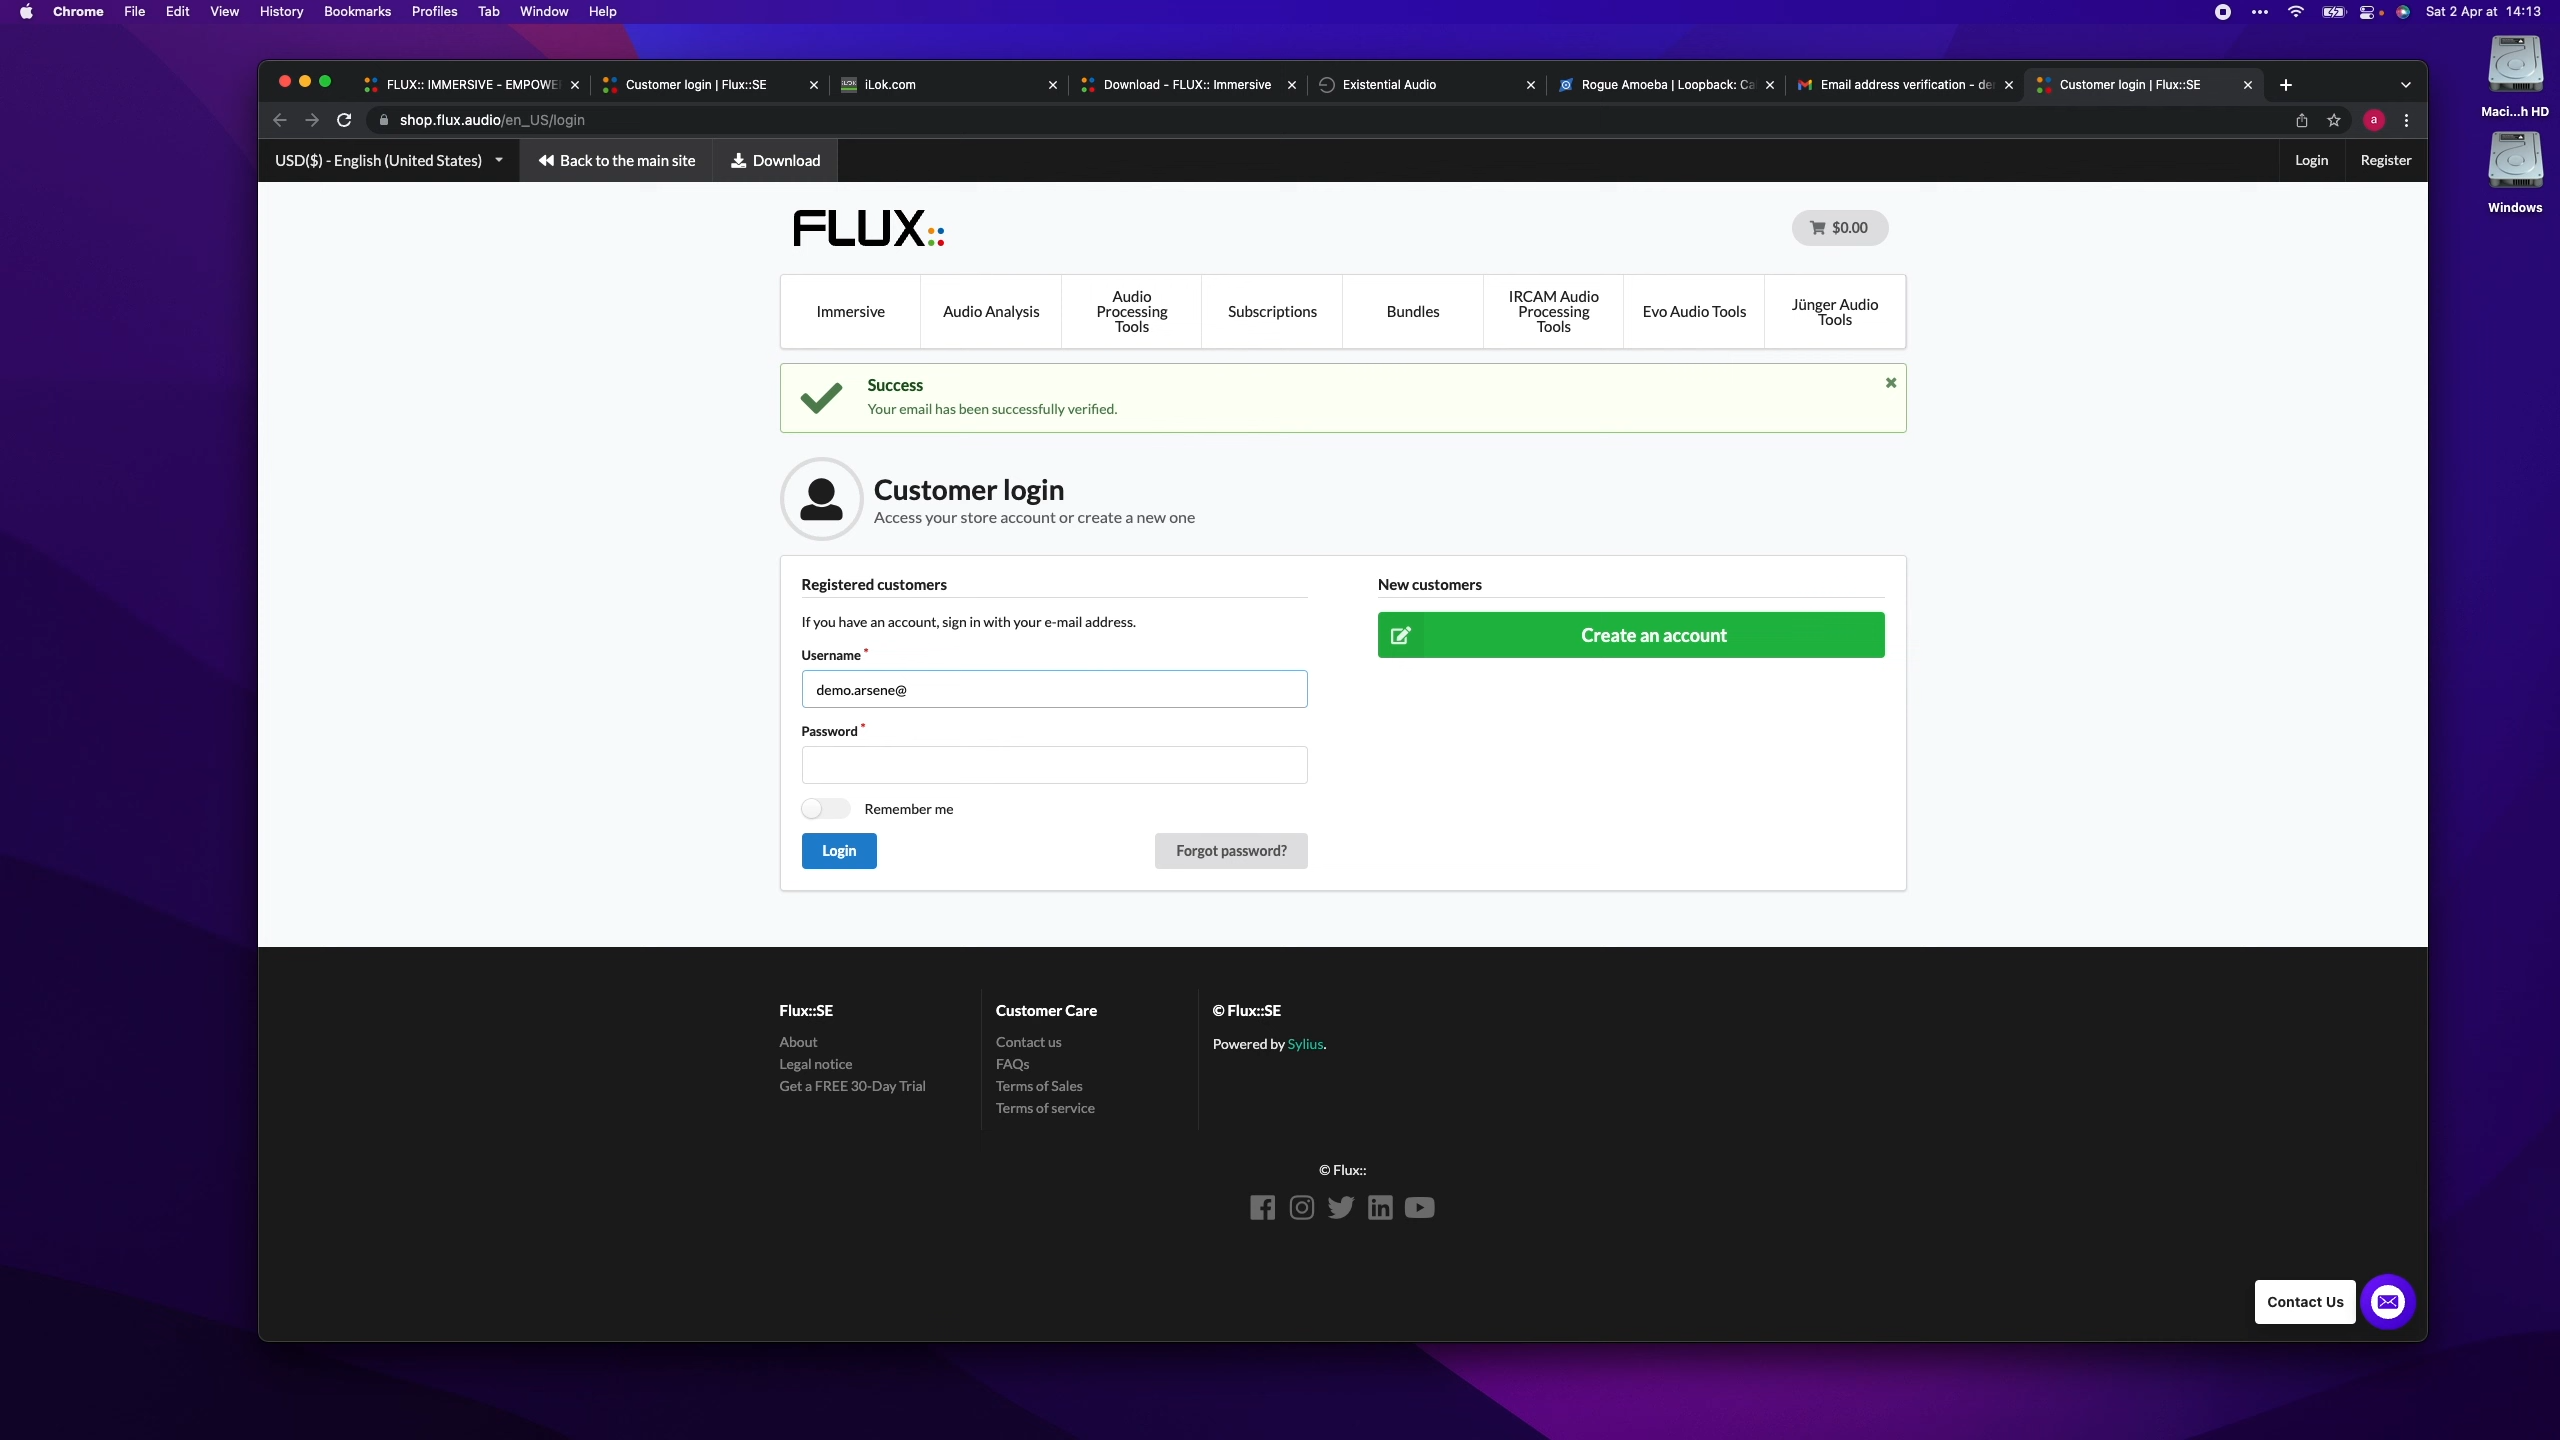 Chrome File Edit View History Bookmarks Profiles Tab Window Help
Sat 2 Apr at 14:13
FLUX:: IMMERSIVE - EMPOWE
Customer login | Flux::SE
iLok.com
Download - FLUX:: Immersive
Existential Audio
Rogue Amoeba | Loopback: Ca
Email address verification - de
Customer login | Flux::SE
shop.flux.audio/en_US/login
a
Maci...h HD
Windows
USD($) - English (United States)
Back to the main site
Download
Login
Register
FLUX::
$0.00
Immersive
Audio Analysis
Audio
Processing
Tools
Subscriptions
Bundles
IRCAM Audio
Processing
Tools
Evo Audio Tools
Jünger Audio
Tools
Success
Your email has been successfully verified.
Customer login
Access your store account or create a new one
Registered customers
If you have an account, sign in with your e-mail address.
Username *
demo.arsene@
Password *
Remember me
Login
Forgot password?
New customers
Create an account
Flux::SE
About
Legal notice
Get a FREE 30-Day Trial
Customer Care
Contact us
FAQs
Terms of Sales
Terms of service
© Flux::SE
Powered by Sylius.
© Flux::
Contact Us